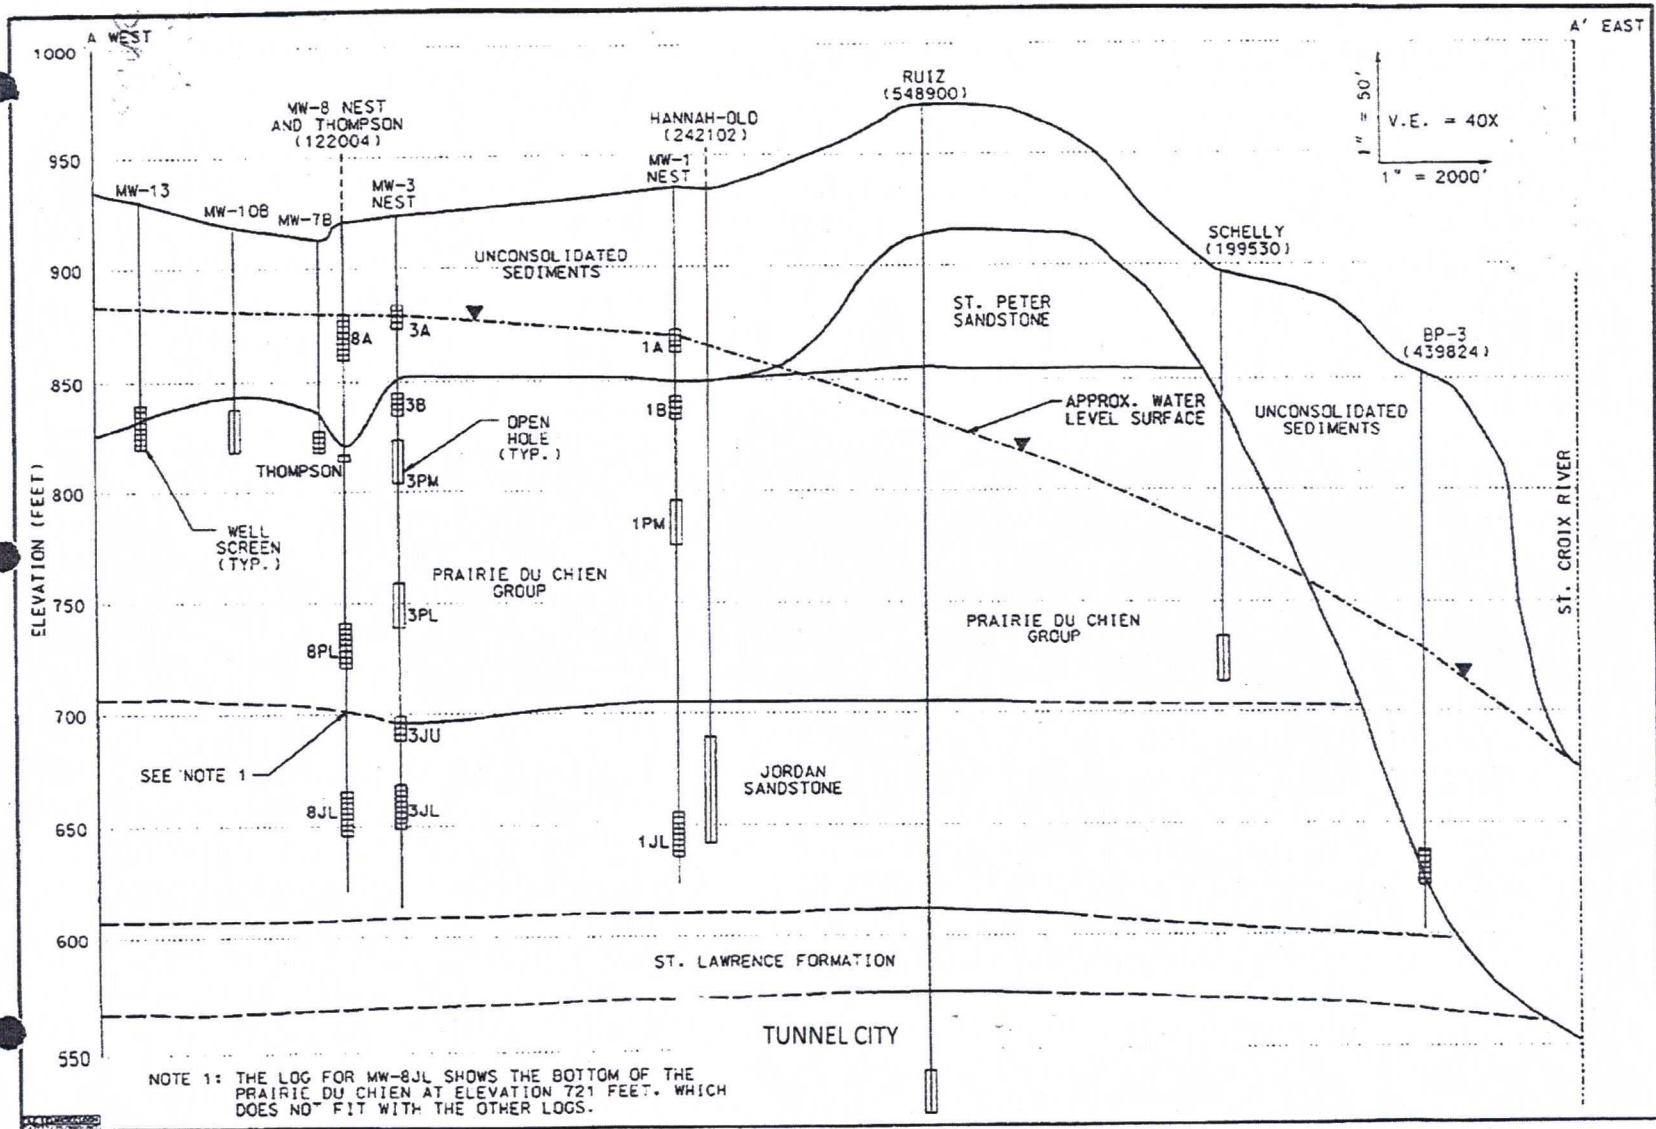 A WEST
A' EAST
1000
950
900
850
800
750
700
650
600
550
ELEVATION (FEET)
MW-13
MW-10B
MW-7B
MW-8 NEST
AND THOMPSON
(122004)
MW-3
NEST
HANNAH-OLD
(242102)
MW-1
NEST
RUIZ
(548900)
1" = 50'
V.E. = 40X
1" = 2000'
SCHELLY
(199530)
BP-3
(439824)
UNCONSOLIDATED
SEDIMENTS
ST. PETER
SANDSTONE
8A
3A
1A
3B
1B
OPEN
HOLE
(TYP.)
APPROX. WATER
LEVEL SURFACE
UNCONSOLIDATED
SEDIMENTS
THOMPSON
3PM
1PM
WELL
SCREEN
(TYP.)
PRAIRIE DU CHIEN
GROUP
3PL
8PL
PRAIRIE DU CHIEN
GROUP
ST. CROIX RIVER
3JU
SEE NOTE 1
8JL
3JL
1JL
JORDAN
SANDSTONE
ST. LAWRENCE FORMATION
TUNNEL CITY
NOTE 1: THE LOG FOR MW-8JL SHOWS THE BOTTOM OF THE
PRAIRIE DU CHIEN AT ELEVATION 721 FEET. WHICH
DOES NOT FIT WITH THE OTHER LOGS.